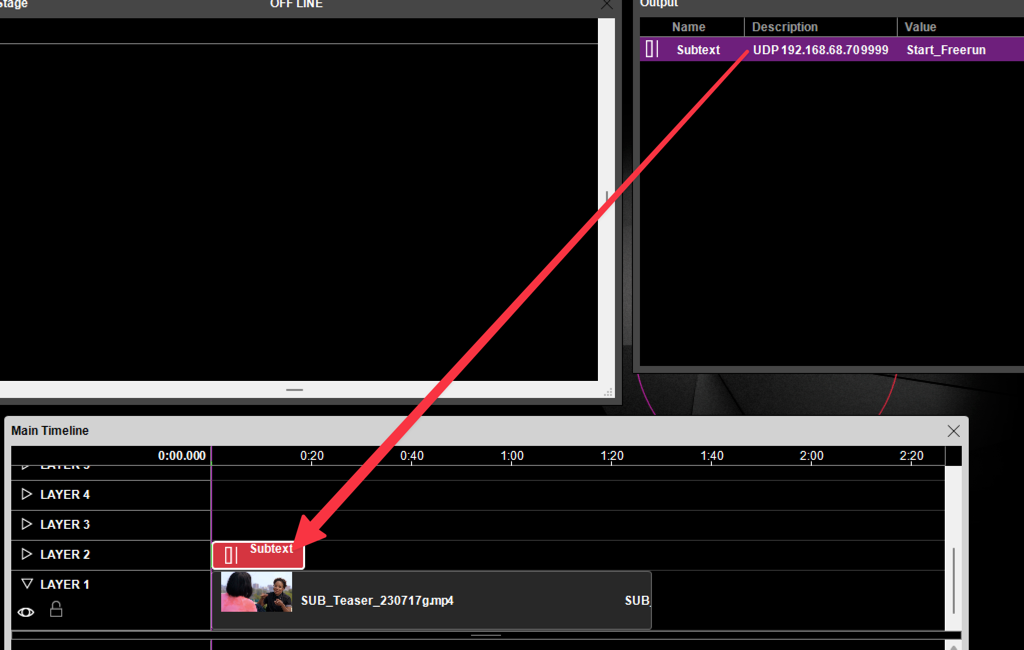 Stage
OFF LINE
Output
Name Description Value
Subtext UDP 192.168.68.709999 Start_Freerun
Main Timeline
0:00.000 0:20 0:40 1:00 1:20 1:40 2:00 2:20
LAYER 5
LAYER 4
LAYER 3
LAYER 2
Subtext
LAYER 1
SUB_Teaser_230717g.mp4 SUB_